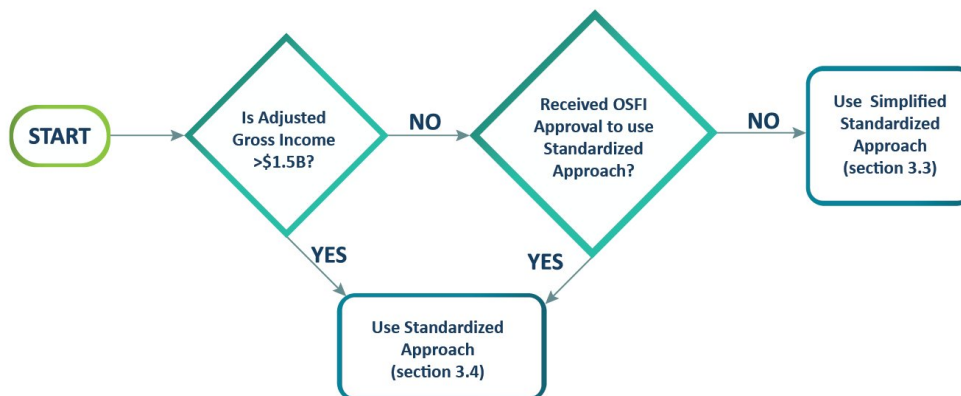 START
Is Adjusted
Gross Income
>$1.5B?
NO
Received OSFI
Approval to use
Standardized
Approach?
NO
Use Simplified
Standardized
Approach
(section 3.3)
YES
YES
Use Standardized
Approach
(section 3.4)